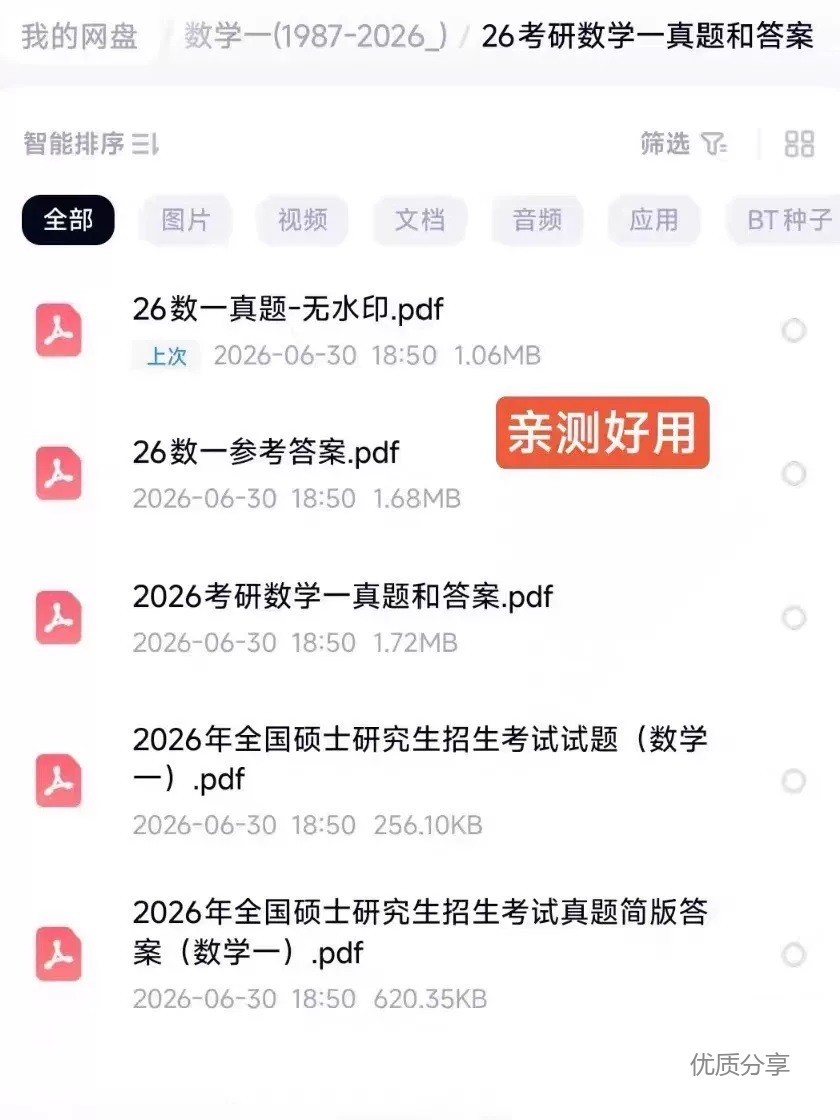 我的网盘 / 数学一(1987-2026_) / 26考研数学一真题和答案
智能排序 筛选
全部 图片 视频 文档 音频 应用 BT种子
26数一真题-无水印.pdf
上次 2026-06-30 18:50 1.06MB
亲测好用
26数一参考答案.pdf
2026-06-30 18:50 1.68MB
2026考研数学一真题和答案.pdf
2026-06-30 18:50 1.72MB
2026年全国硕士研究生招生考试试题（数学
一）.pdf
2026-06-30 18:50 256.10KB
2026年全国硕士研究生招生考试真题简版答
案（数学一）.pdf
2026-06-30 18:50 620.35KB
优质分享